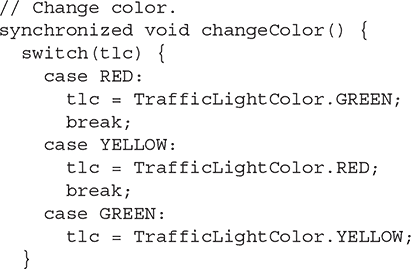 // Change color.
synchronized void changeColor() {
  switch(tlc) {
    case RED:
      tlc = TrafficLightColor.GREEN;
      break;
    case YELLOW:
      tlc = TrafficLightColor.RED;
      break;
    case GREEN:
      tlc = TrafficLightColor.YELLOW;
  }